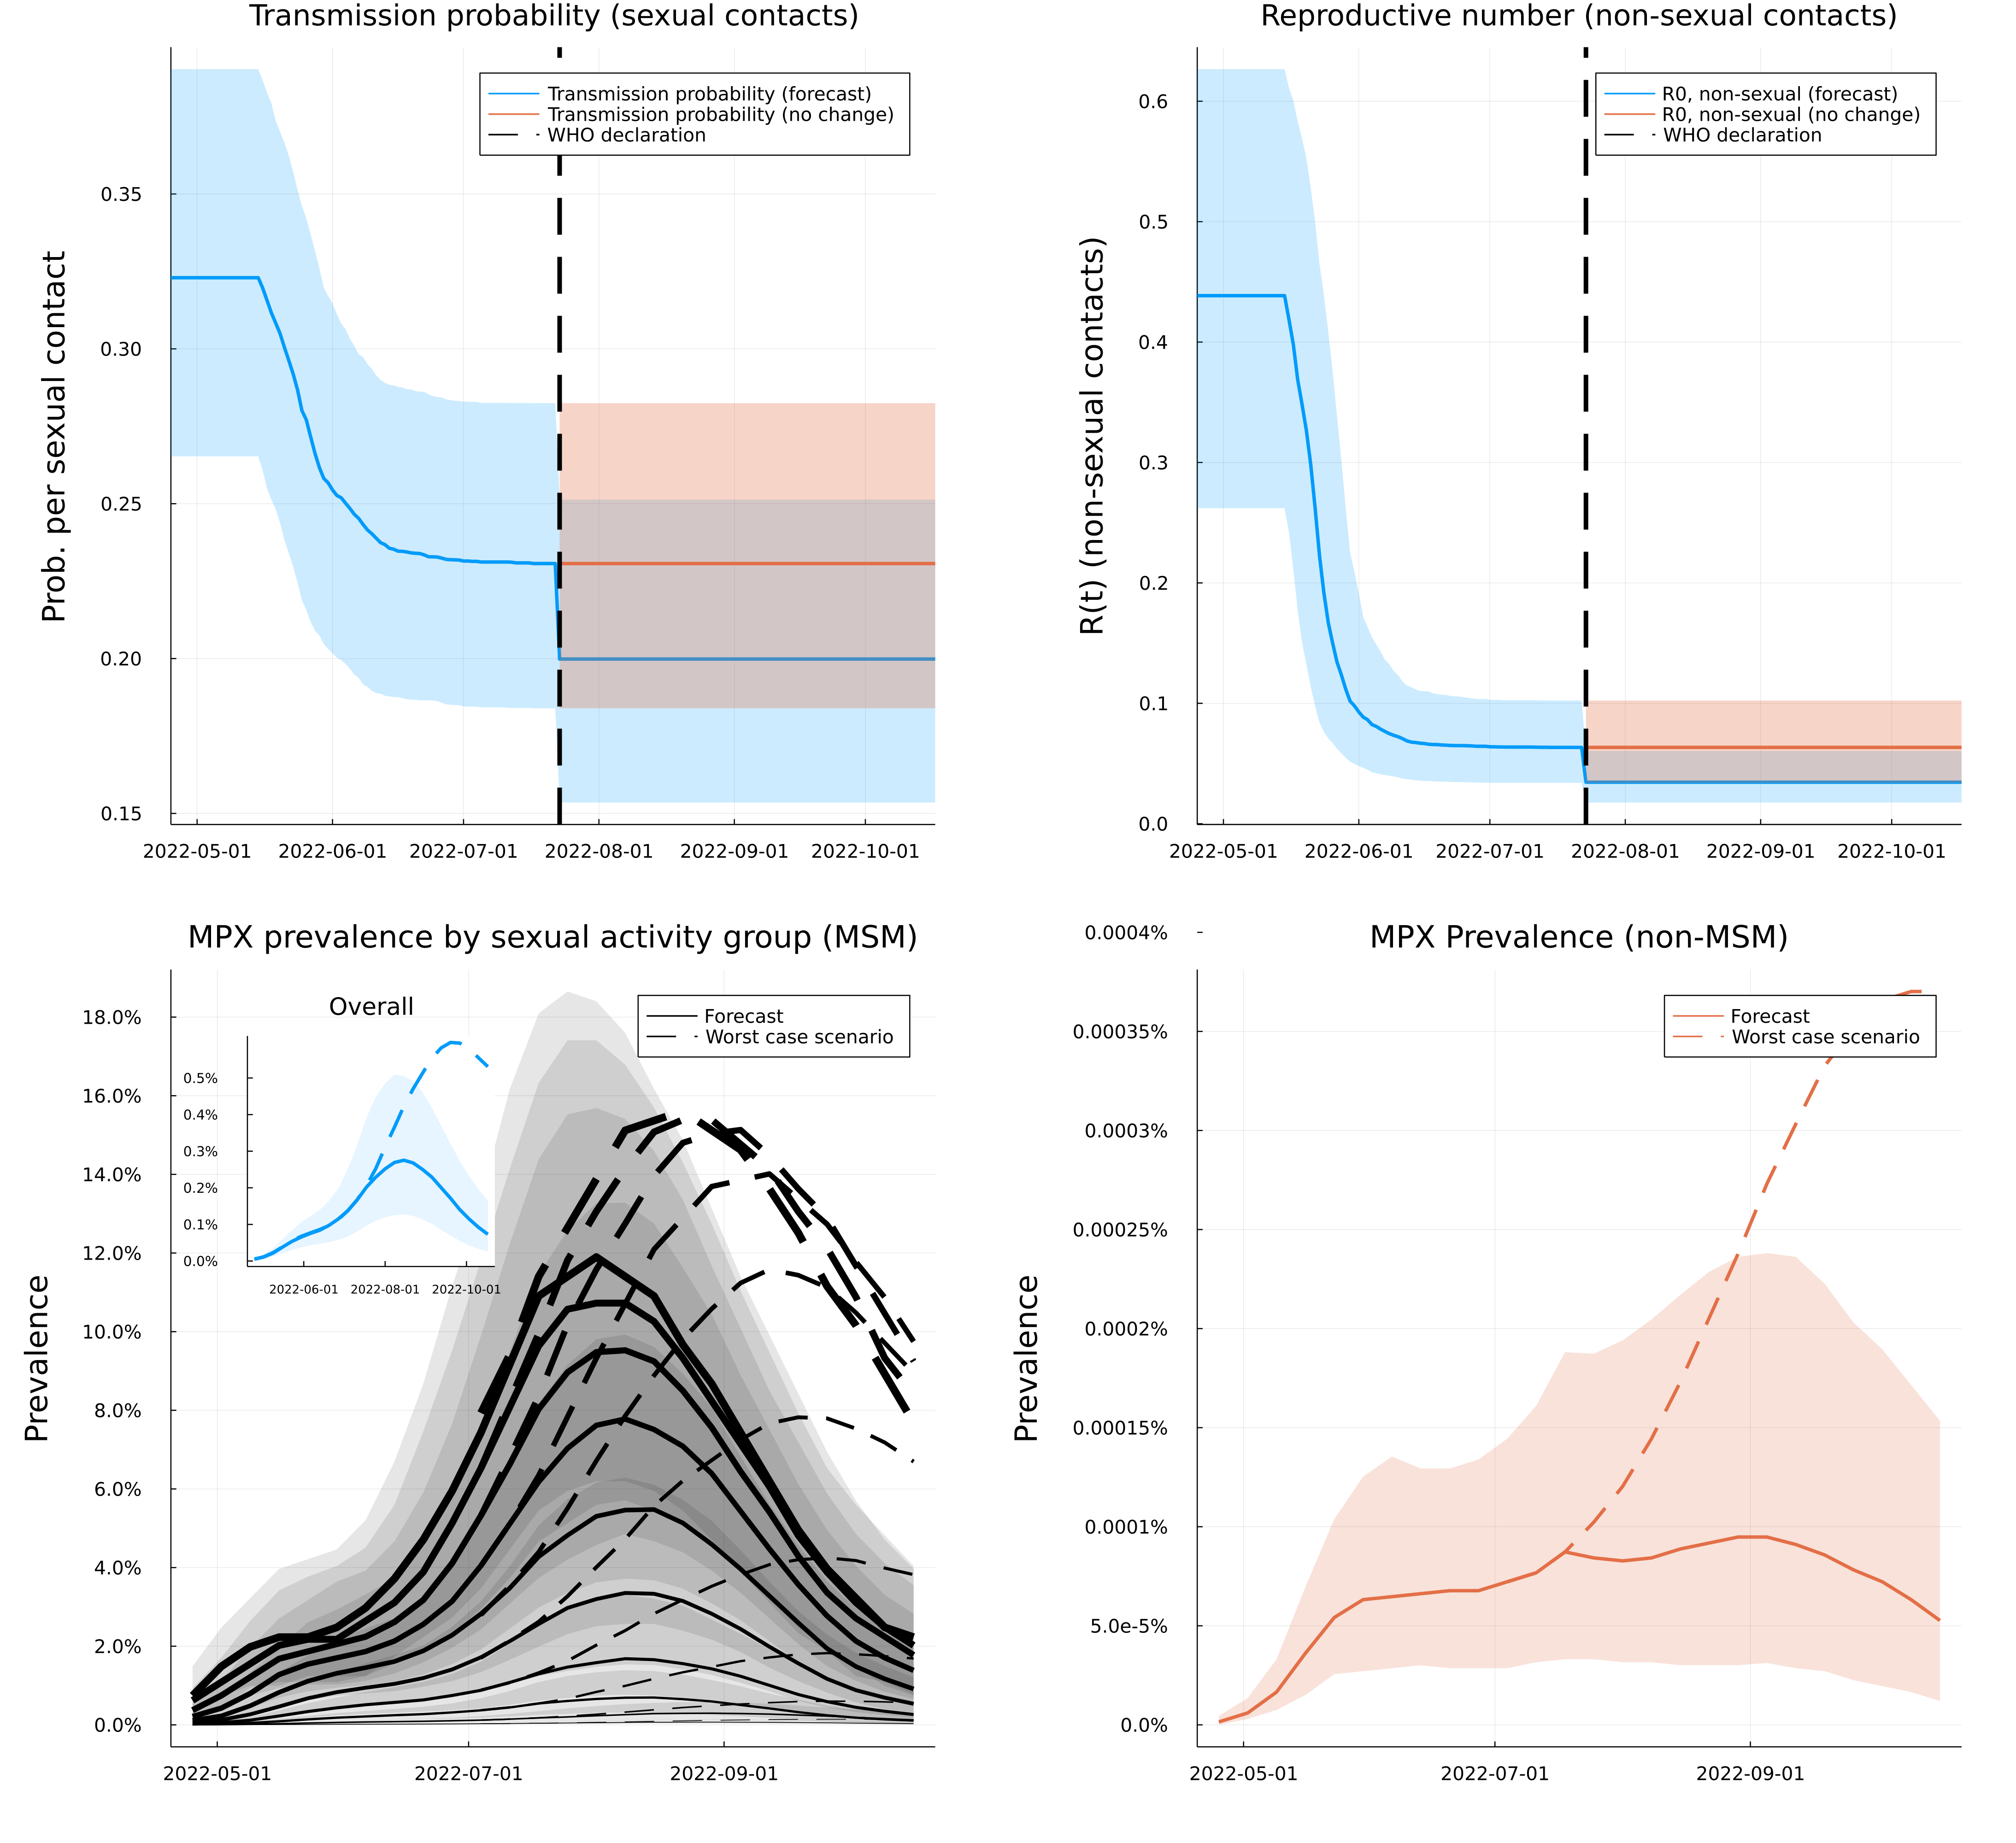 Transmission probability (sexual contacts)
Prob. per sexual contact
0.35
0.30
0.25
0.20
0.15
Transmission probability (forecast)
Transmission probability (no change)
WHO declaration
2022-05-01 2022-06-01 2022-07-01 2022-08-01 2022-09-01 2022-10-01
Reproductive number (non-sexual contacts)
R(t) (non-sexual contacts)
0.6
0.5
0.4
0.3
0.2
0.1
0.0
R0, non-sexual (forecast)
R0, non-sexual (no change)
WHO declaration
2022-05-01 2022-06-01 2022-07-01 2022-08-01 2022-09-01 2022-10-01
MPX prevalence by sexual activity group (MSM)
Prevalence
18.0%
16.0%
14.0%
12.0%
10.0%
8.0%
6.0%
4.0%
2.0%
0.0%
Overall
0.5%
0.4%
0.3%
0.2%
0.1%
0.0%
2022-06-01 2022-08-01 2022-10-01
Forecast
Worst case scenario
2022-05-01 2022-07-01 2022-09-01
MPX Prevalence (non-MSM)
Prevalence
0.0004%
0.00035%
0.0003%
0.00025%
0.0002%
0.00015%
0.0001%
5.0e-5%
0.0%
Forecast
Worst case scenario
2022-05-01 2022-07-01 2022-09-01